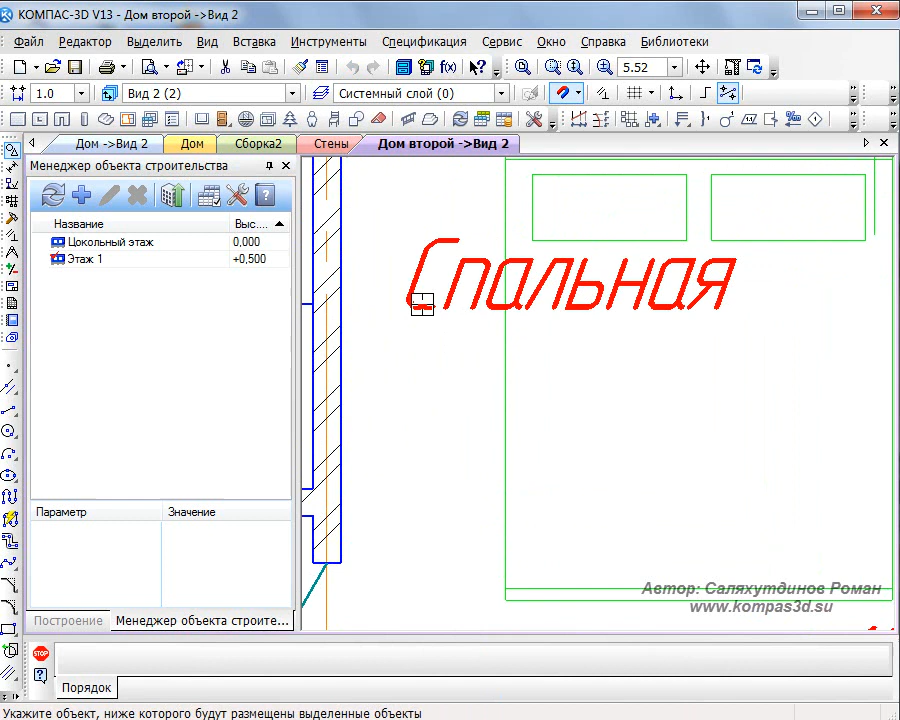 КОМПАС-3D V13 - Дом второй ->Вид 2
Файл Редактор Выделить Вид Вставка Инструменты Спецификация Сервис Окно Справка Библиотеки
f(x) 5.52
1.0 Вид 2 (2) Системный слой (0)
Дом ->Вид 2 Дом Сборка2 Стены Дом второй ->Вид 2
Менеджер объекта строительства
Название Выс....
Цокольный этаж 0,000
Этаж 1 +0,500
Спальная
Параметр Значение
Автор: Саляхутдинов Роман
www.kompas3d.su
Построение Менеджер объекта строите...
STOP
Порядок
Укажите объект, ниже которого будут размещены выделенные объекты